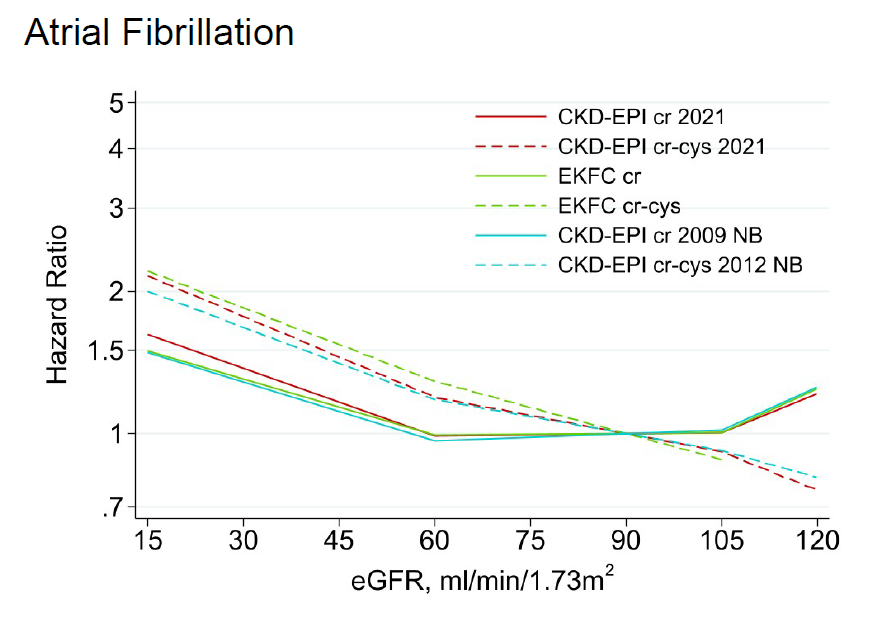 Atrial Fibrillation
5
4
3
2
1.5
1
.7
Hazard Ratio
CKD-EPI cr 2021
CKD-EPI cr-cys 2021
EKFC cr
EKFC cr-cys
CKD-EPI cr 2009 NB
CKD-EPI cr-cys 2012 NB
15 30 45 60 75 90 105 120
eGFR, ml/min/1.73m²